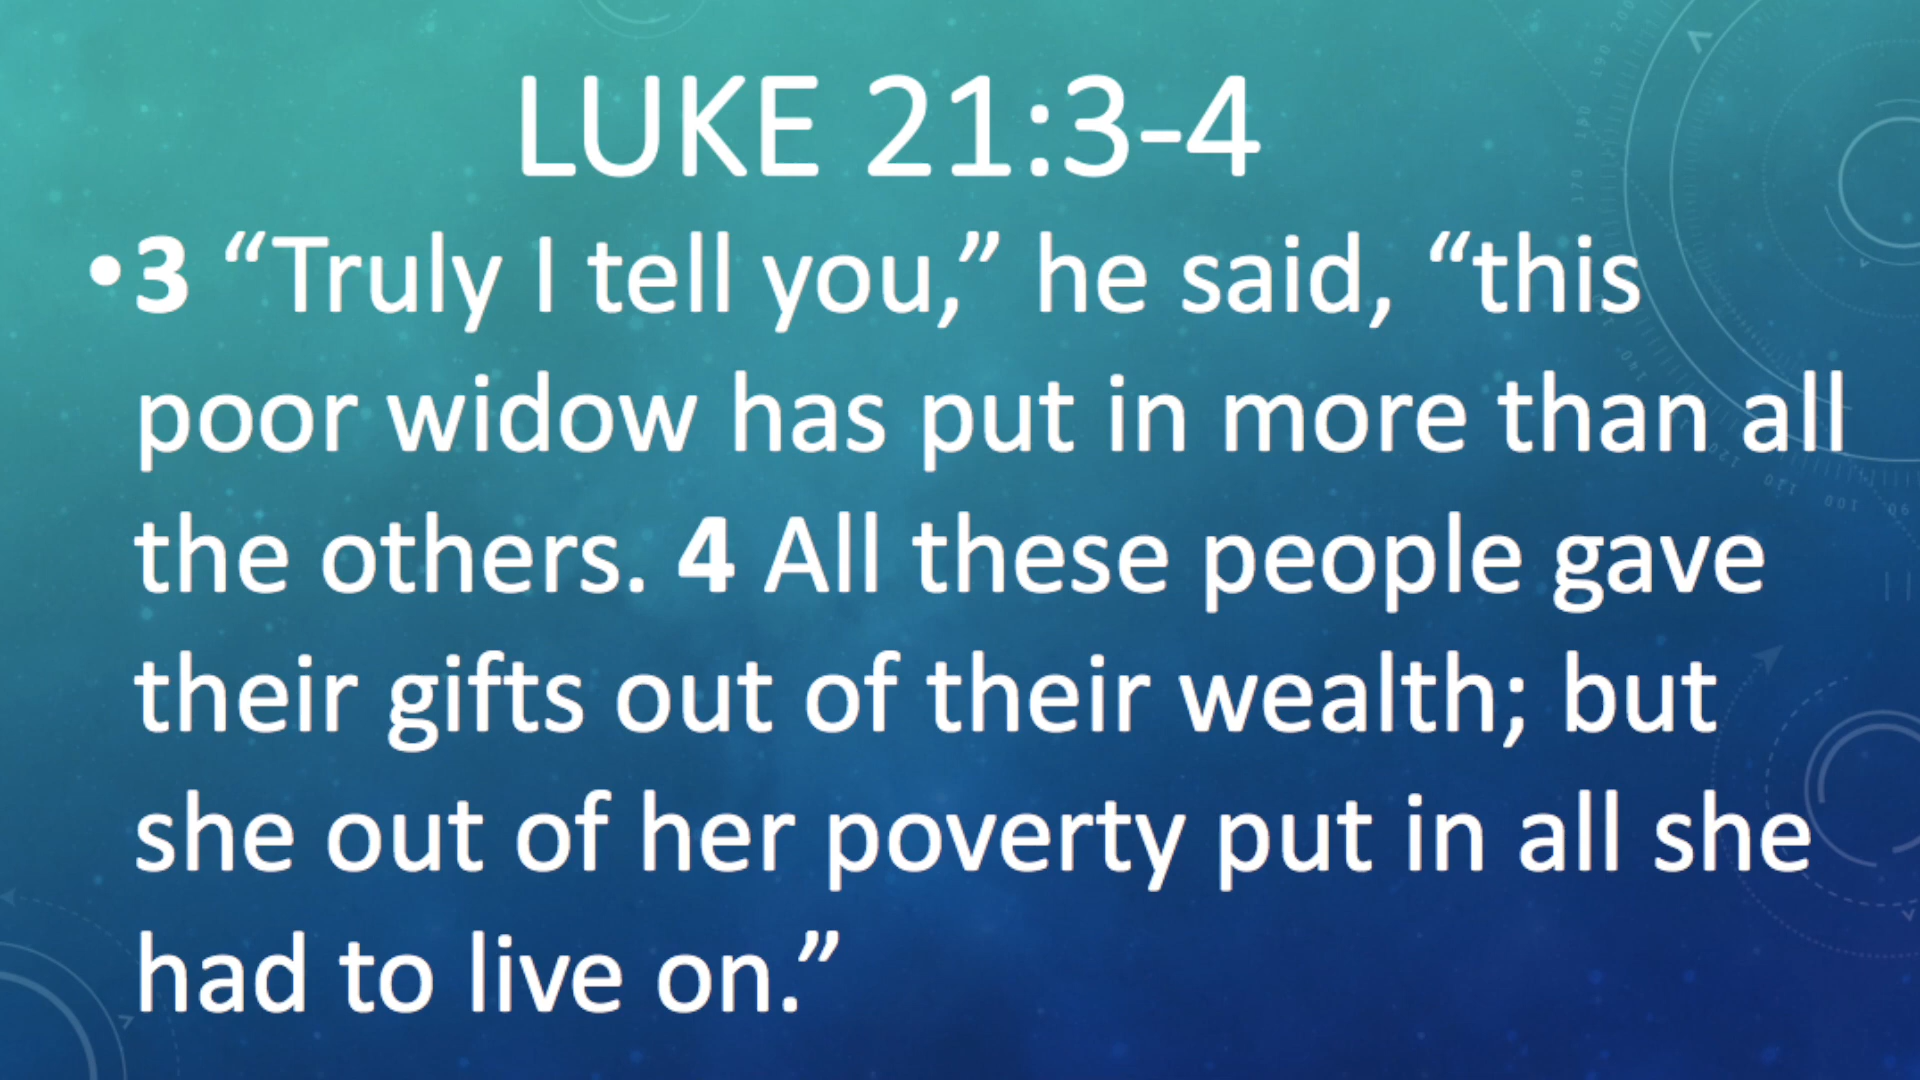 LUKE 21:3-4
•3 “Truly I tell you,” he said, “this
poor widow has put in more than all
the others. 4 All these people gave
their gifts out of their wealth; but
she out of her poverty put in all she
had to live on.”